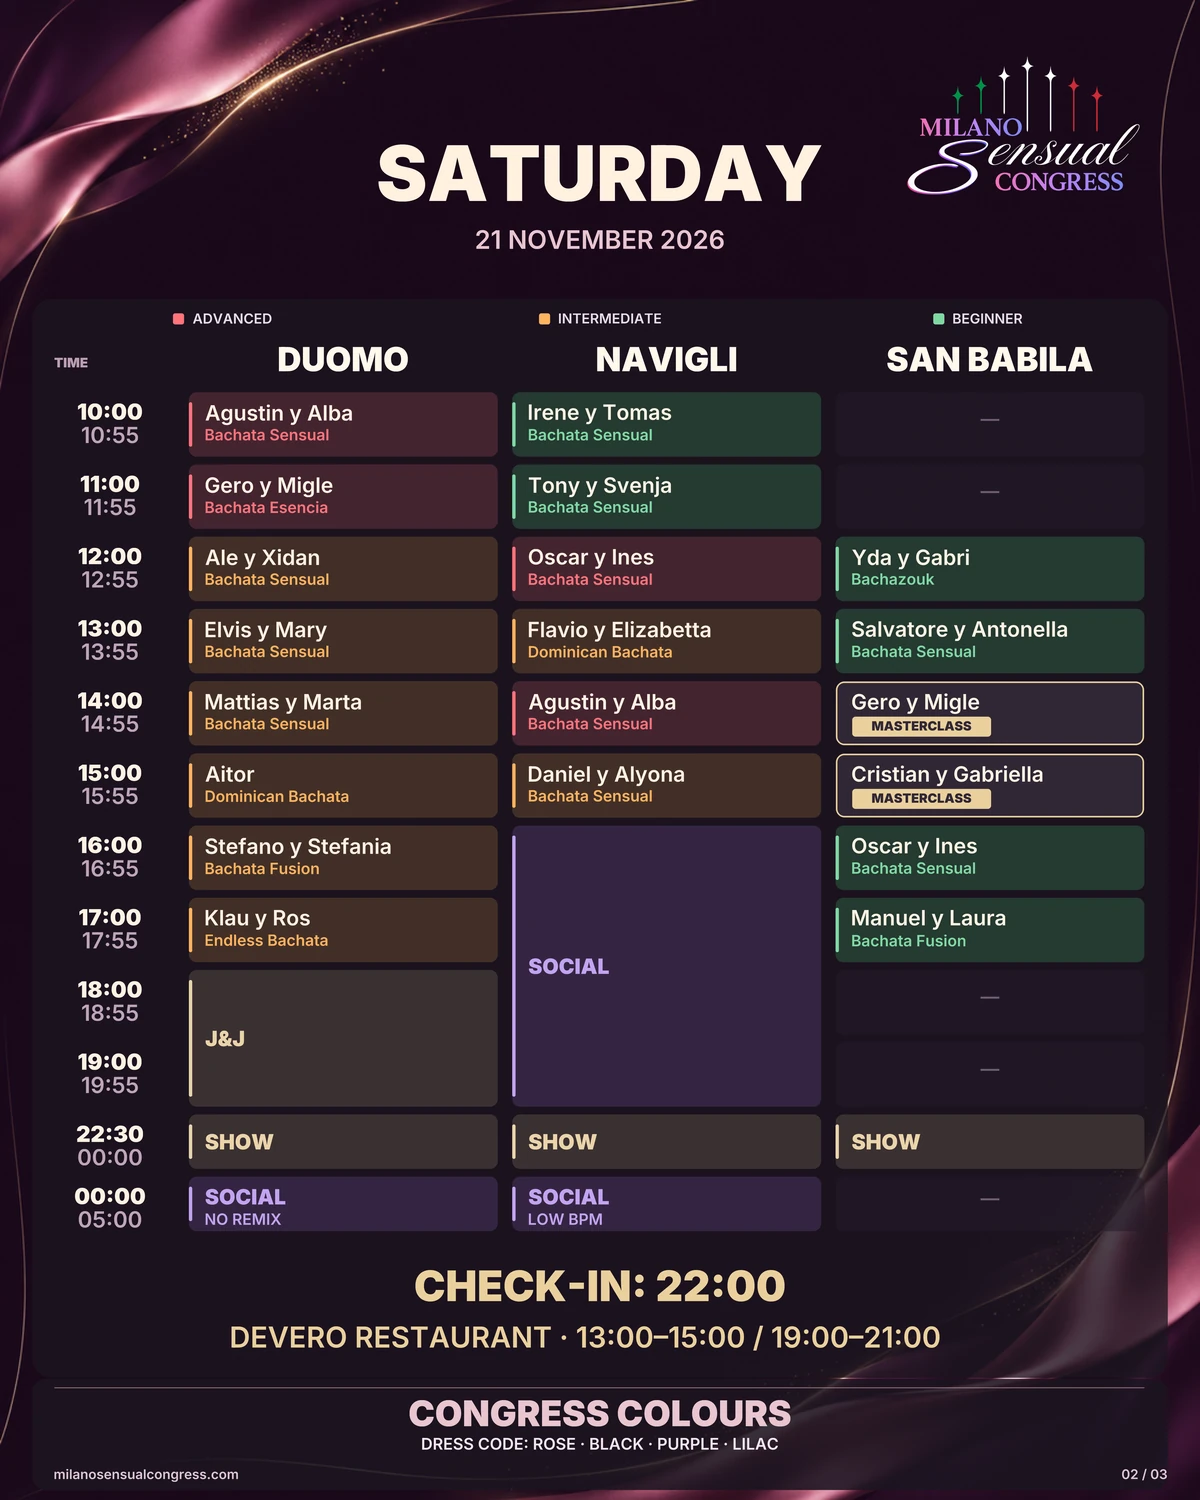 MILANO
Sensual
CONGRESS
SATURDAY
21 NOVEMBER 2026
ADVANCED
INTERMEDIATE
BEGINNER
TIME
DUOMO
NAVIGLI
SAN BABILA
10:00
10:55
Agustin y Alba
Bachata Sensual
Irene y Tomas
Bachata Sensual
—
11:00
11:55
Gero y Migle
Bachata Esencia
Tony y Svenja
Bachata Sensual
—
12:00
12:55
Ale y Xidan
Bachata Sensual
Oscar y Ines
Bachata Sensual
Yda y Gabri
Bachazouk
13:00
13:55
Elvis y Mary
Bachata Sensual
Flavio y Elizabetta
Dominican Bachata
Salvatore y Antonella
Bachata Sensual
14:00
14:55
Mattias y Marta
Bachata Sensual
Agustin y Alba
Bachata Sensual
Gero y Migle
MASTERCLASS
15:00
15:55
Aitor
Dominican Bachata
Daniel y Alyona
Bachata Sensual
Cristian y Gabriella
MASTERCLASS
16:00
16:55
Stefano y Stefania
Bachata Fusion
SOCIAL
Oscar y Ines
Bachata Sensual
17:00
17:55
Klau y Ros
Endless Bachata
Manuel y Laura
Bachata Fusion
18:00
18:55
J&J
—
19:00
19:55
—
22:30
00:00
SHOW
SHOW
SHOW
00:00
05:00
SOCIAL
NO REMIX
SOCIAL
LOW BPM
—
CHECK-IN: 22:00
DEVERO RESTAURANT · 13:00–15:00 / 19:00–21:00
CONGRESS COLOURS
DRESS CODE: ROSE · BLACK · PURPLE · LILAC
milanosensualcongress.com
02 / 03